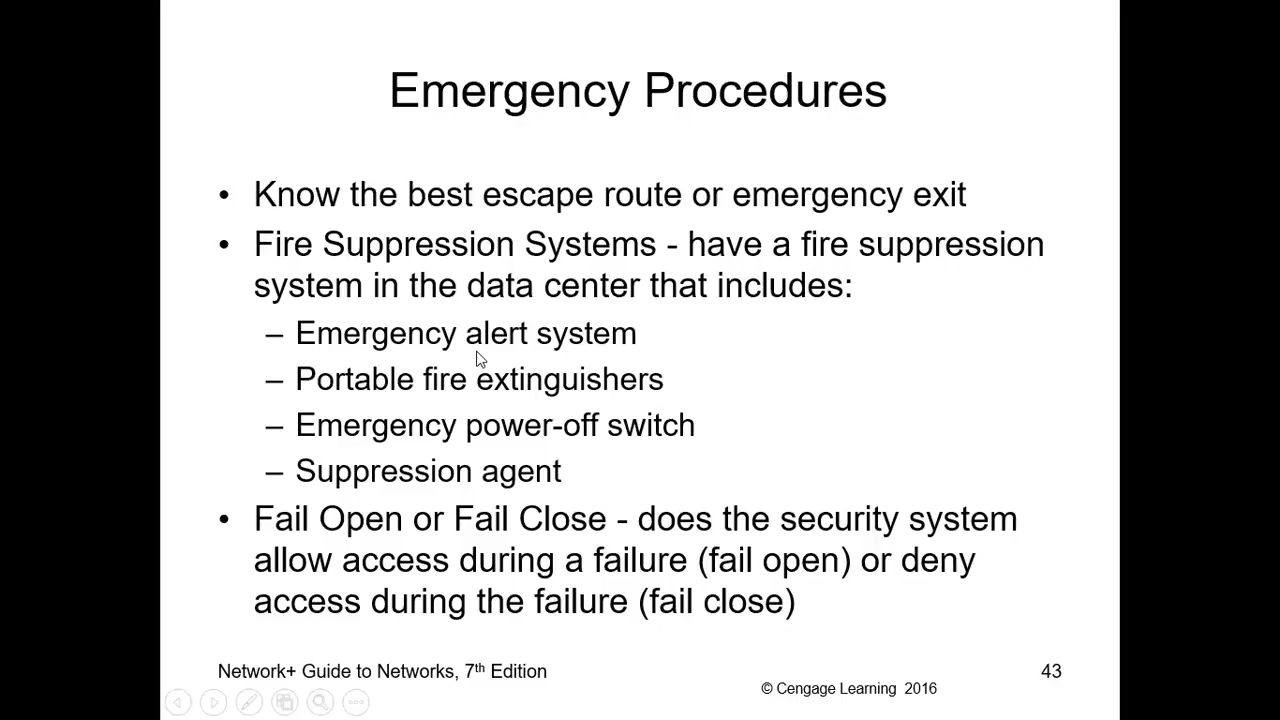 Emergency Procedures
• Know the best escape route or emergency exit
• Fire Suppression Systems - have a fire suppression
system in the data center that includes:
– Emergency alert system
– Portable fire extinguishers
– Emergency power-off switch
– Suppression agent
• Fail Open or Fail Close - does the security system
allow access during a failure (fail open) or deny
access during the failure (fail close)
Network+ Guide to Networks, 7th Edition
43
© Cengage Learning 2016